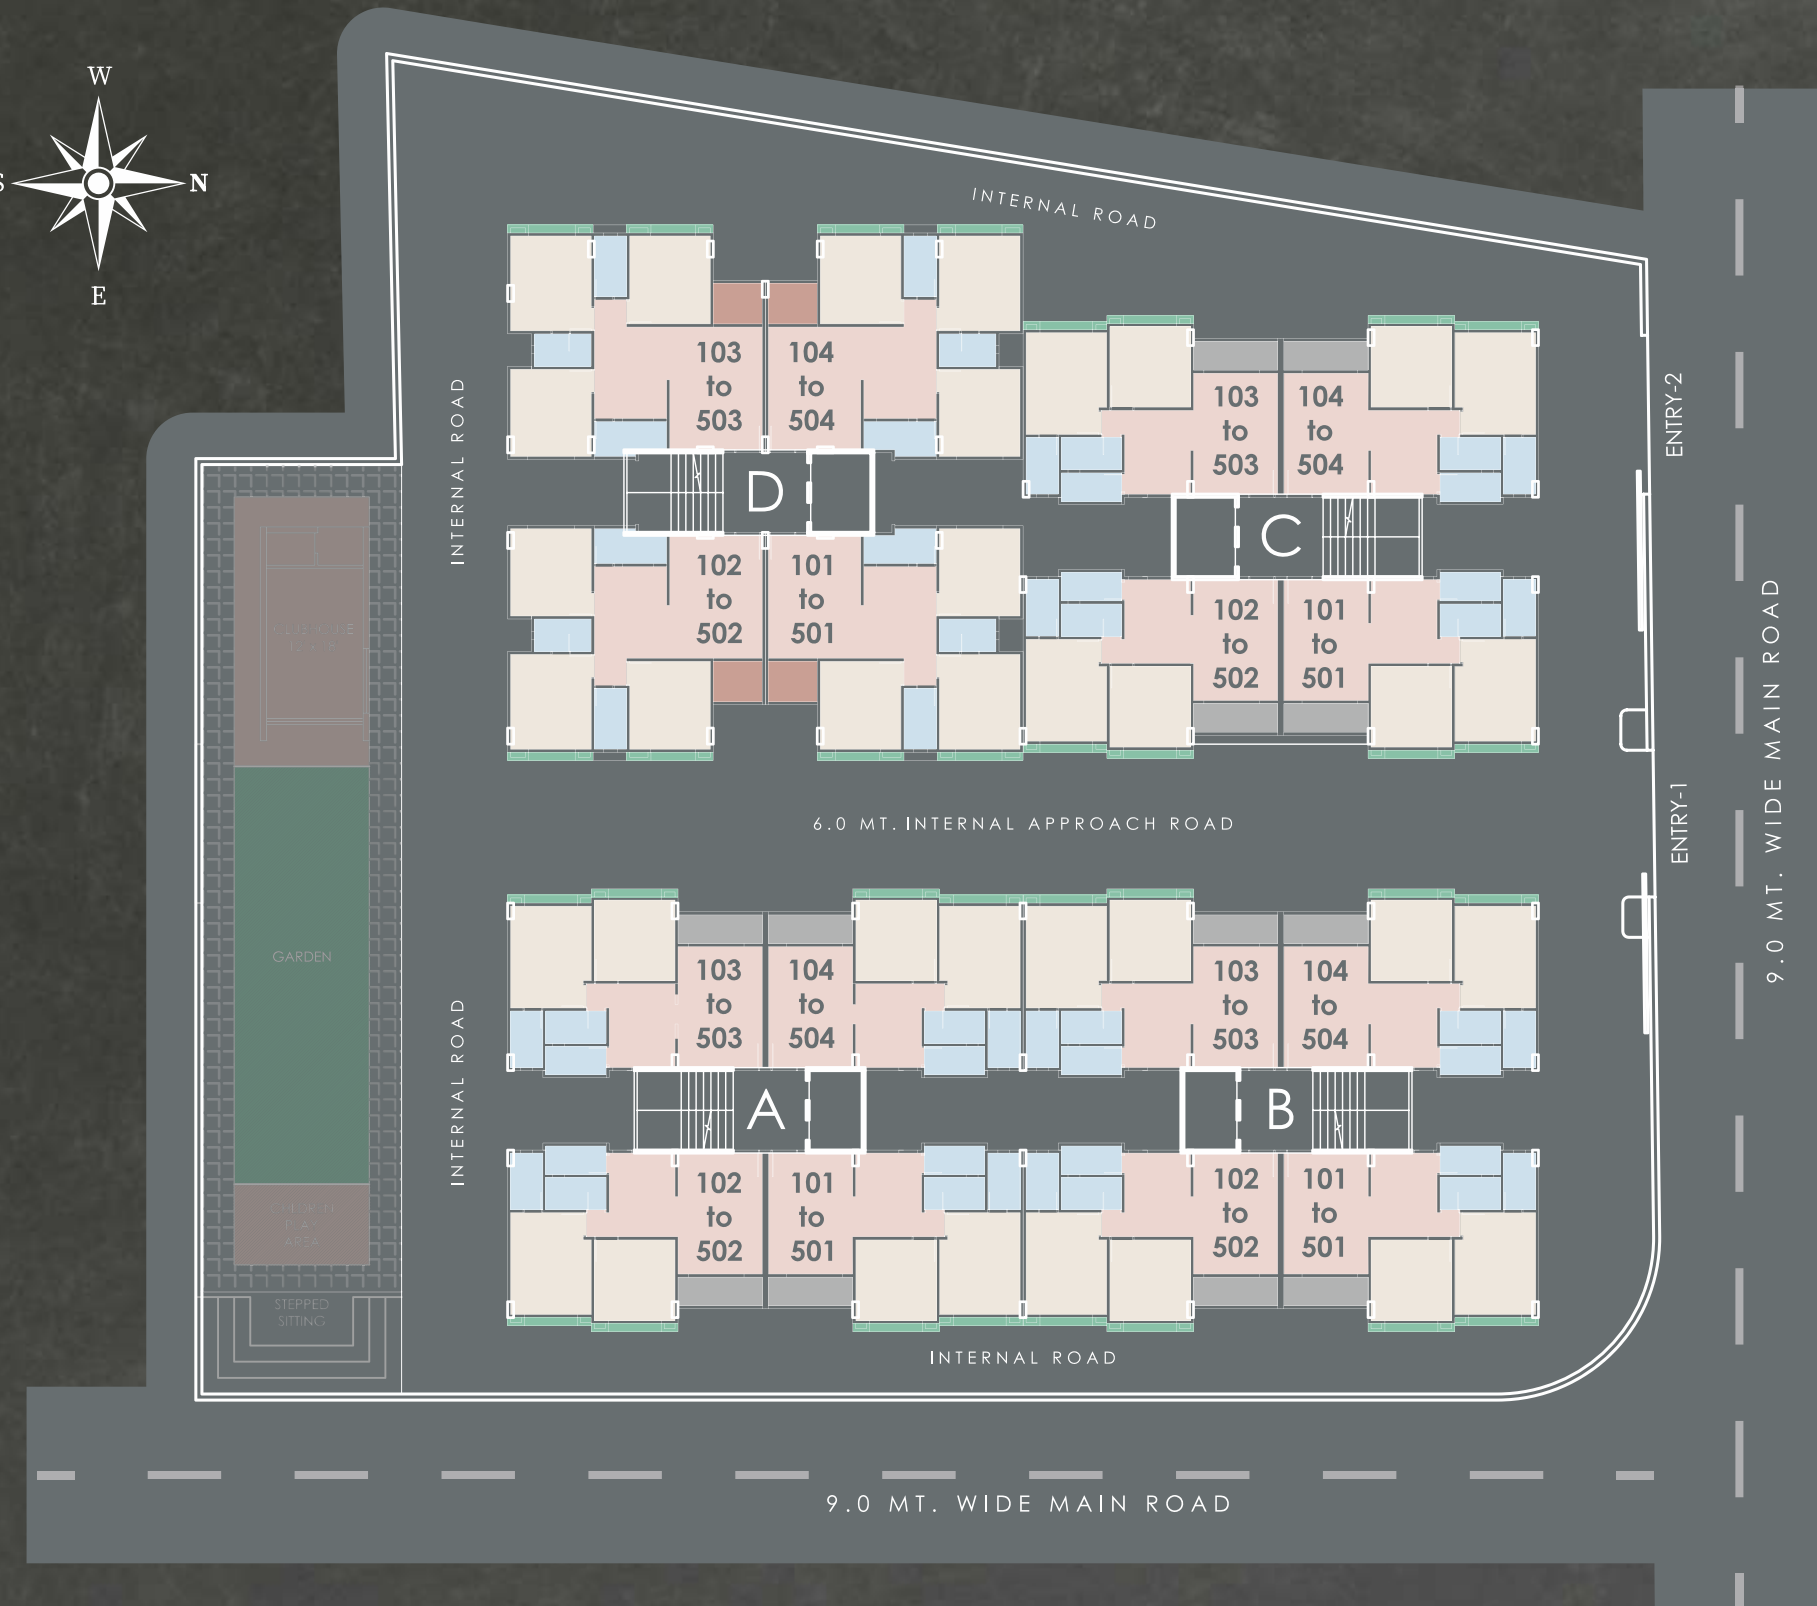 W
S
N
E
INTERNAL ROAD
103
to
503
104
to
504
D
102
to
502
101
to
501
103
to
503
104
to
504
C
102
to
502
101
to
501
INTERNAL ROAD
ENTRY-2
ENTRY-1
9.0 MT. WIDE MAIN ROAD
6.0 MT. INTERNAL APPROACH ROAD
GARDEN
PLAY
AREA
STEPPED
SITTING
INTERNAL ROAD
103
to
503
104
to
504
A
102
to
502
101
to
501
103
to
503
104
to
504
B
102
to
502
101
to
501
INTERNAL ROAD
9.0 MT. WIDE MAIN ROAD